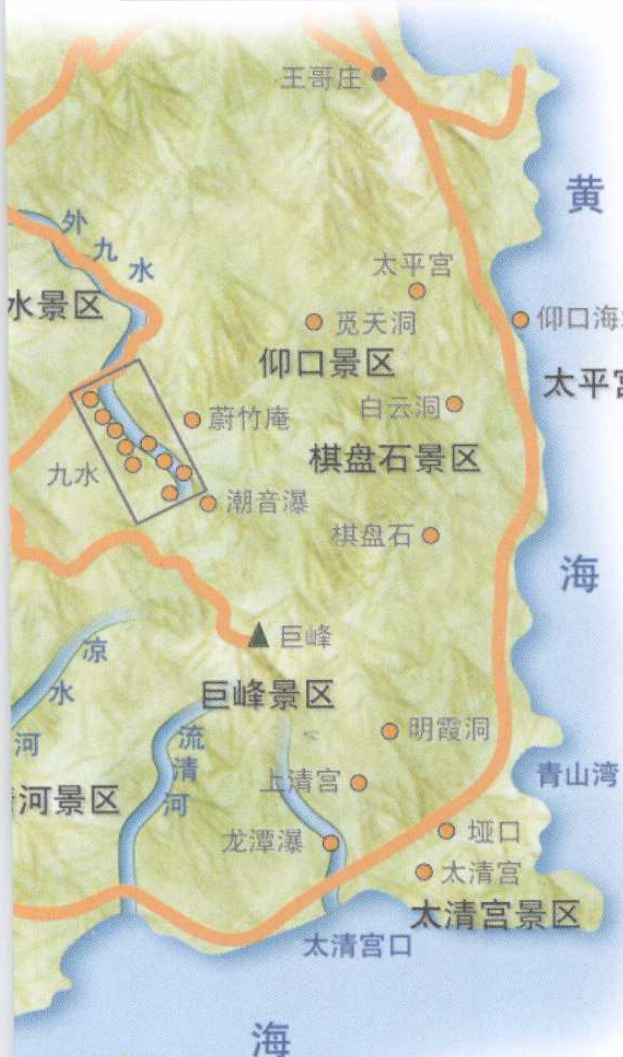 王哥庄
黄
外九水
太平宫
水景区
觅天洞
仰口海
仰口景区
太平宫
白云洞
蔚竹庵
棋盘石景区
九水
潮音瀑
棋盘石
海
巨峰
凉水河
巨峰景区
流清河
明霞洞
青山湾
上清宫
河景区
龙潭瀑
垭口
太清宫
太清宫景区
太清宫口
海